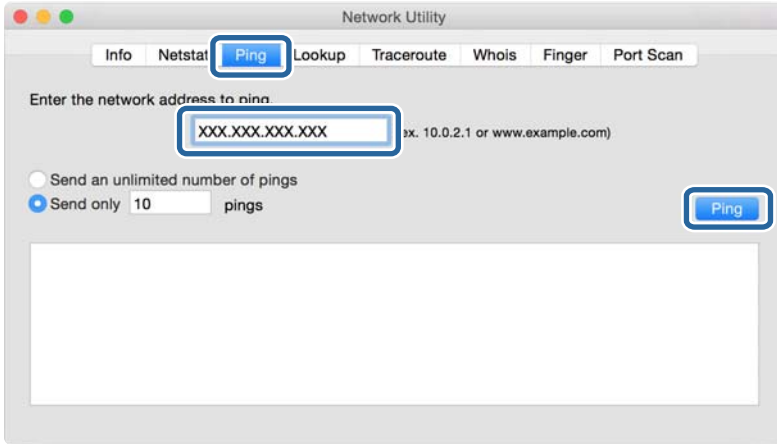 Network Utility
Info Netstat Ping Lookup Traceroute Whois Finger Port Scan
Enter the network address to ping.
XXX.XXX.XXX.XXX ex. 10.0.2.1 or www.example.com)
Send an unlimited number of pings
Send only 10 pings
Ping